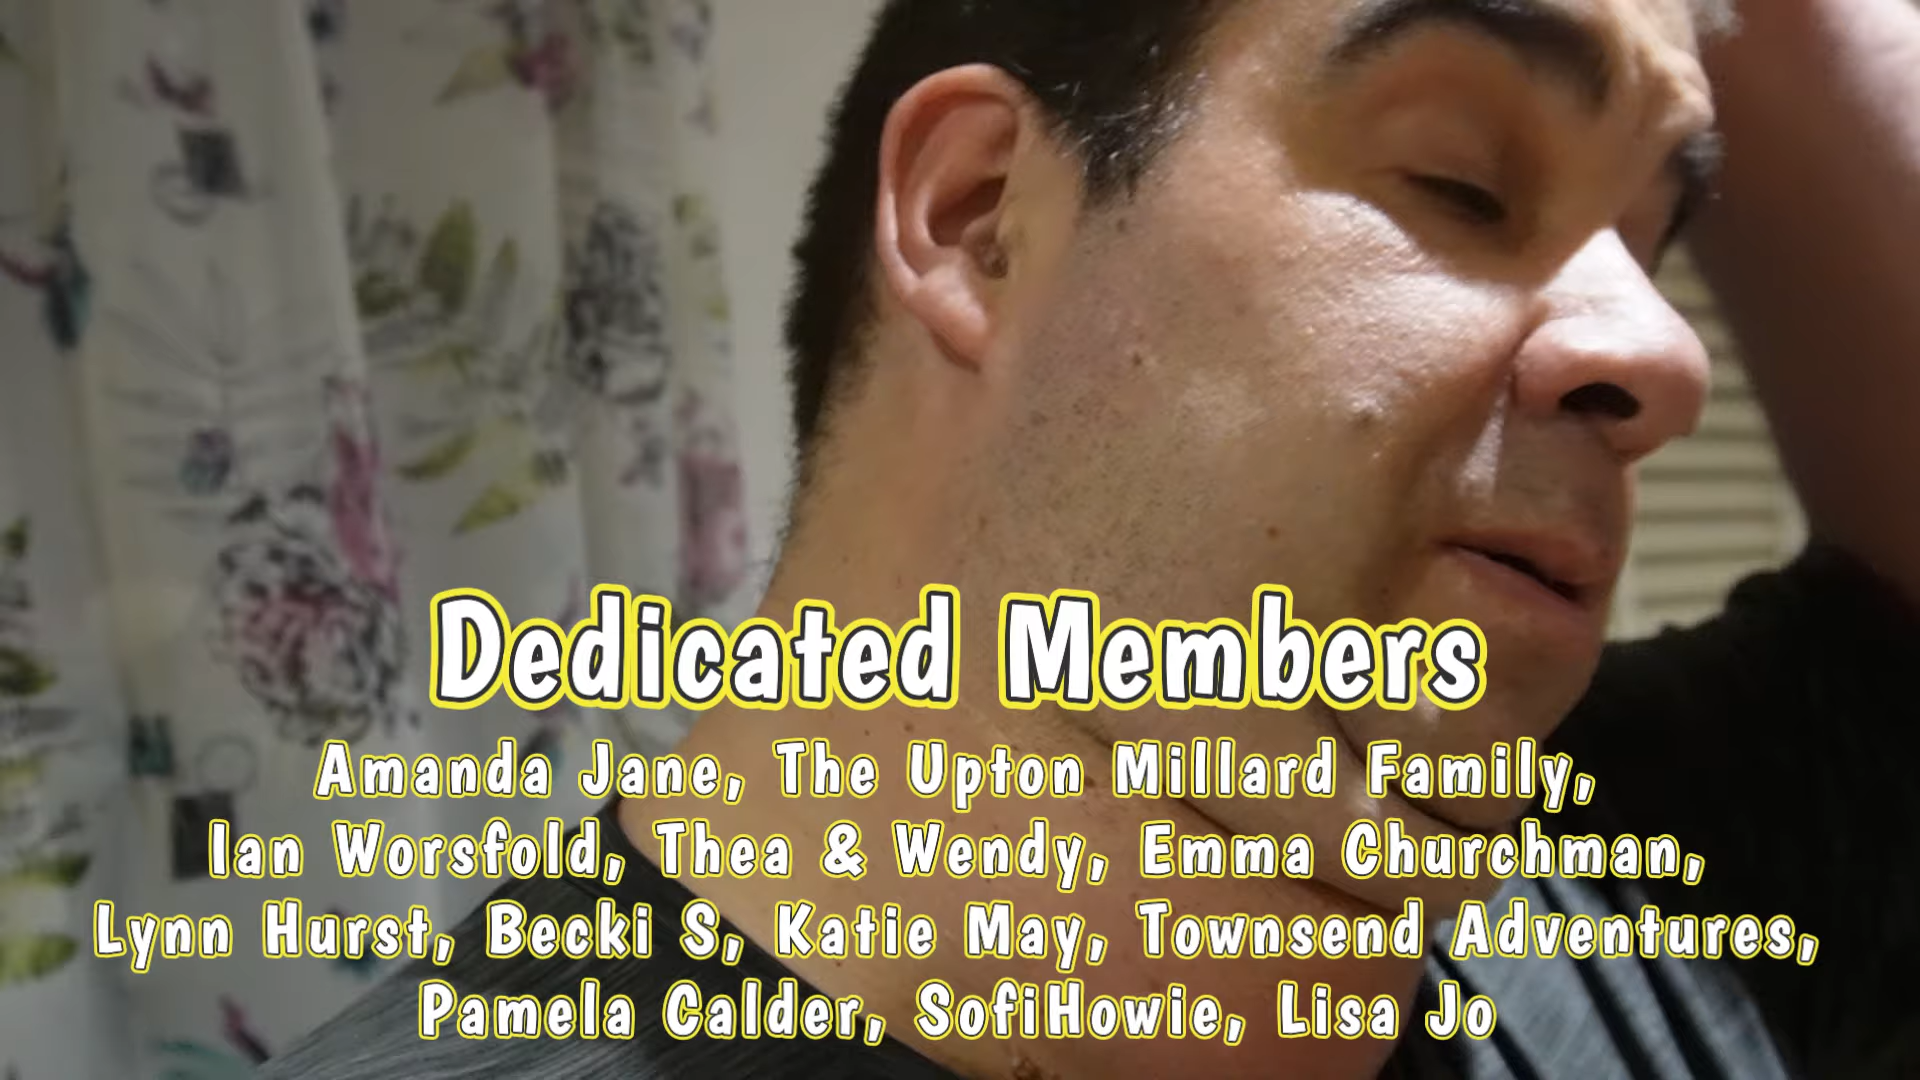 Dedicated Members
Amanda Jane, The Upton Millard Family,
Ian Worsfold, Thea & Wendy, Emma Churchman,
Lynn Hurst, Becki S, Katie May, Townsend Adventures,
Pamela Calder, SofiHowie, Lisa Jo